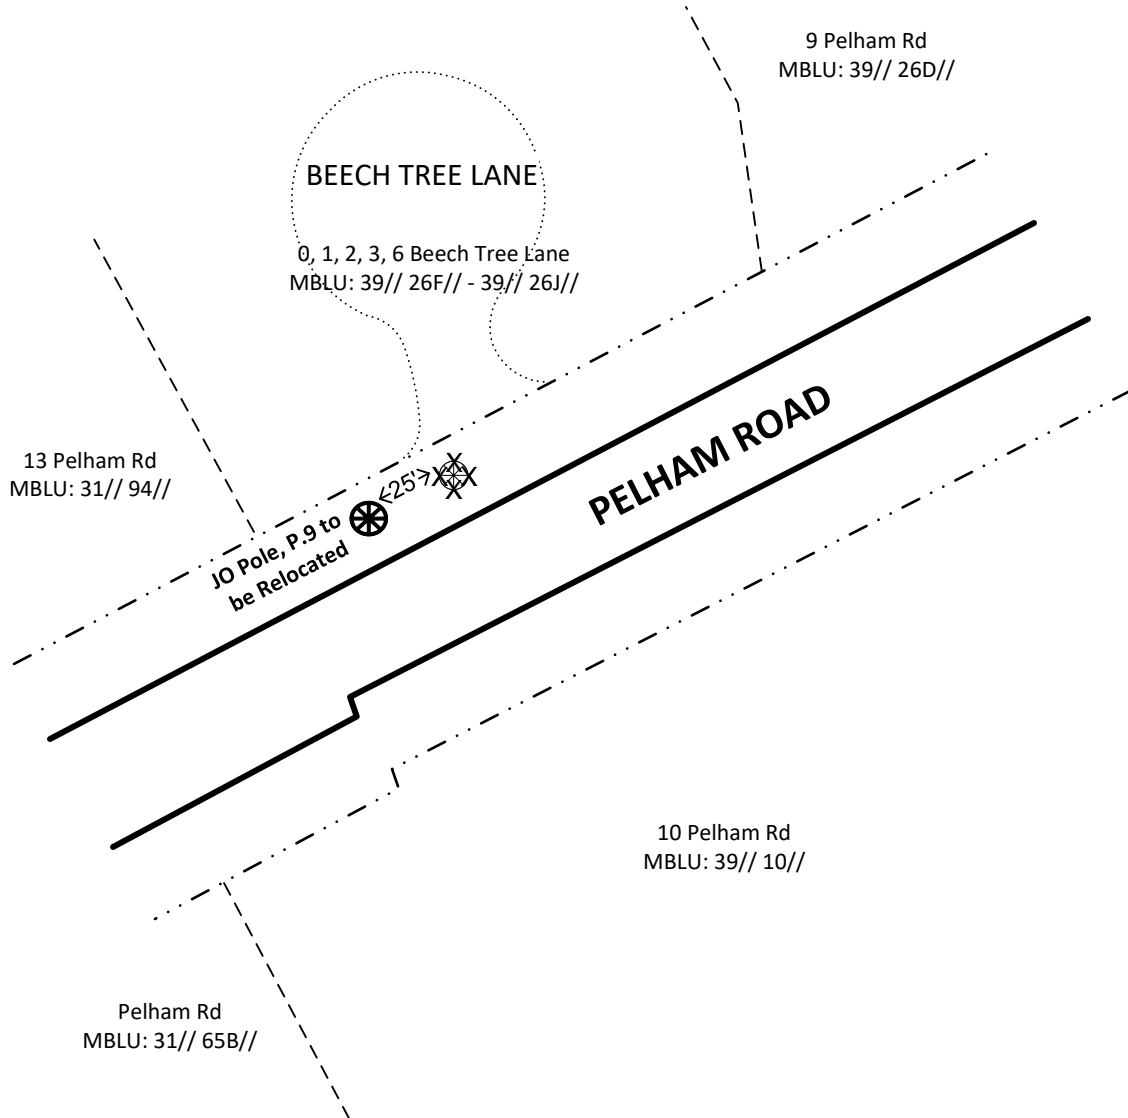 9 Pelham Rd
MBLU: 39// 26D//
BEECH TREE LANE
0, 1, 2, 3, 6 Beech Tree Lane
MBLU: 39// 26F// - 39// 26J//
13 Pelham Rd
MBLU: 31// 94//
25'
X
X X
X
JO Pole, P.9 to
be Relocated
PELHAM ROAD
10 Pelham Rd
MBLU: 39// 10//
Pelham Rd
MBLU: 31// 65B//